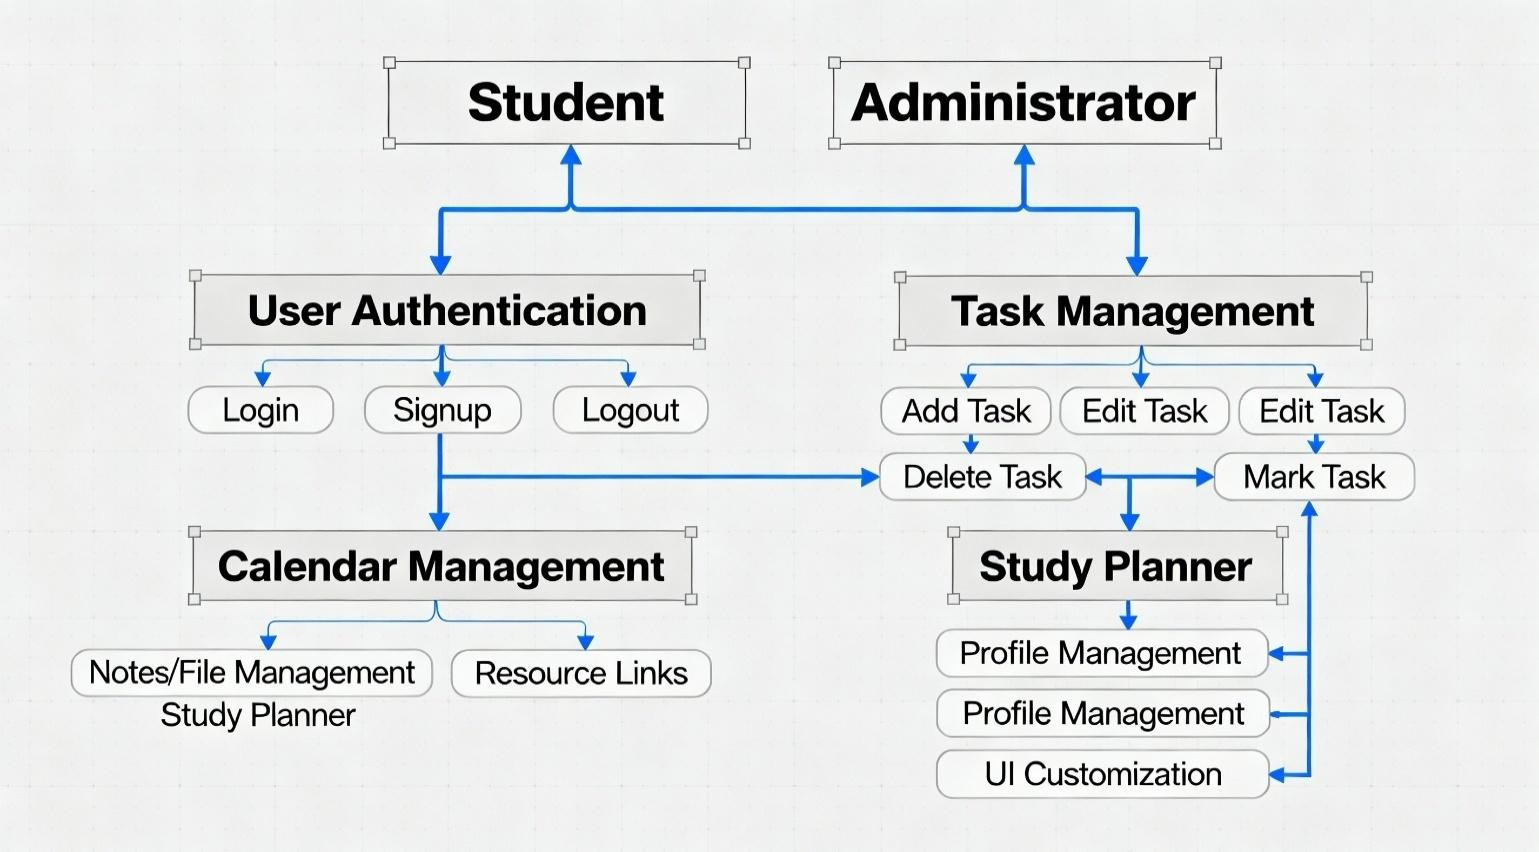 Student
Administrator
User Authentication
Task Management
Login
Signup
Logout
Add Task
Edit Task
Edit Task
Delete Task
Mark Task
Calendar Management
Study Planner
Notes/File Management
Resource Links
Study Planner
Profile Management
Profile Management
UI Customization